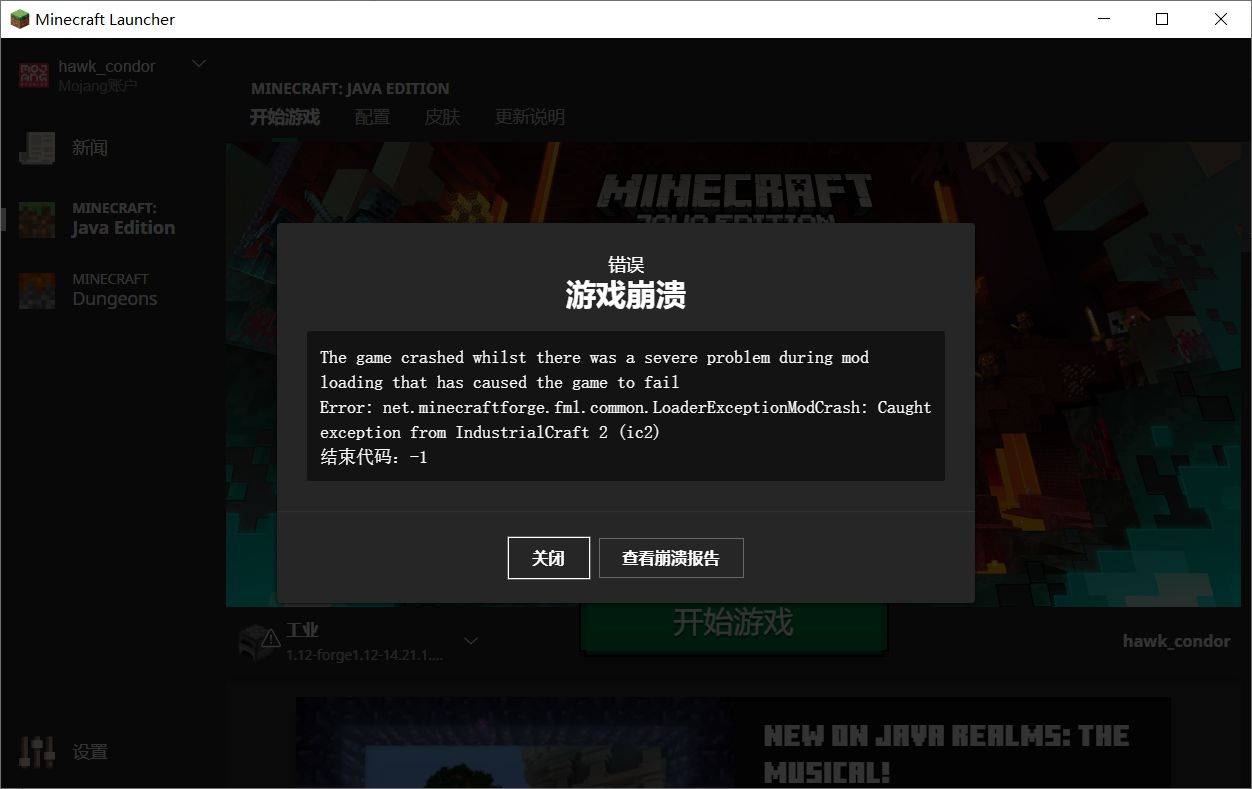 Minecraft Launcher
hawk_condor
Mojang账户
新闻
MINECRAFT:
Java Edition
MINECRAFT
Dungeons
设置
MINECRAFT: JAVA EDITION
开始游戏 配置 皮肤 更新说明
MINECRAFT
JAVA EDITION
错误
游戏崩溃
The game crashed whilst there was a severe problem during mod
loading that has caused the game to fail
Error: net.minecraftforge.fml.common.LoaderExceptionModCrash: Caught
exception from IndustrialCraft 2 (ic2)
结束代码: -1
关闭 查看崩溃报告
工业
1.12-forge1.12-14.21.1....
开始游戏
hawk_condor
NEW ON JAVA REALMS: THE
MUSICAL!